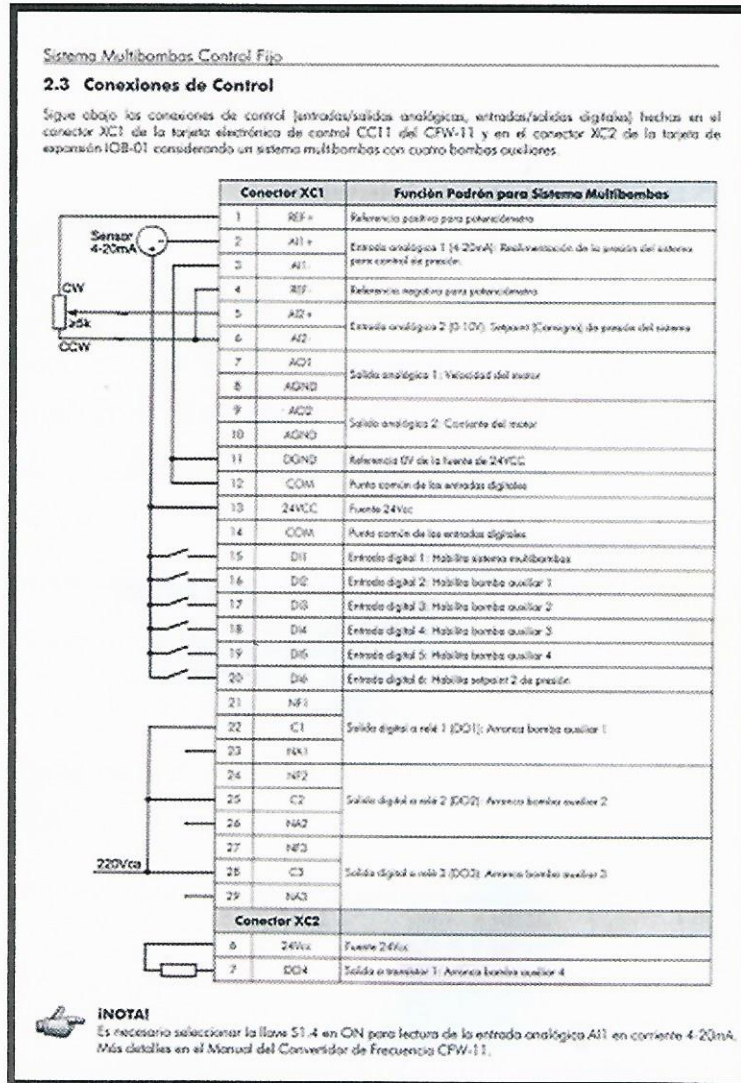 Sistema Multibombas Control Fijo
2.3 Conexiones de Control
Sigue abajo las conexiones de control (entradas/salidas analógicas, entradas/salidas digitales) hechas en el
conector XC1 de la tarjeta electrónica de control CC11 del CFW-11 y en el conector XC2 de la tarjeta de
expansión IOB-01 considerando un sistema multibombas con cuatro bombas auxiliares.
Conector XC1 Función Padrón para Sistema Multibombas
1 REF+ Referencia positiva para potenciómetro
Sensor
4-20mA
2 AI1+ Entrada analógica 1 (4-20mA): Realimentación de la presión del sistema
3 AI1- para control de presión.
4 REF- Referencia negativa para potenciómetro
CW
≥5k
CCW
5 AI2+
Entrada analógica 2 (0-10V): Setpoint (Consigna) de presión del sistema
6 AI2-
7 AO1
Salida analógica 1: Velocidad del motor
8 AGND
9 AO2
Salida analógica 2: Corriente del motor
10 AGND
11 DGND Referencia 0V de la fuente de 24VCC
12 COM Punto común de las entradas digitales
13 24VCC Fuente 24Vcc
14 COM Punto común de las entradas digitales
15 DI1 Entrada digital 1: Habilita sistema multibombas
16 DI2 Entrada digital 2: Habilita bomba auxiliar 1
17 DI3 Entrada digital 3: Habilita bomba auxiliar 2
18 DI4 Entrada digital 4: Habilita bomba auxiliar 3
19 DI5 Entrada digital 5: Habilita bomba auxiliar 4
20 DI6 Entrada digital 6: Habilita setpoint 2 de presión
21 NF1
22 C1 Salida digital a relé 1 (DO1): Arranca bomba auxiliar 1
23 NA1
24 NF2
25 C2 Salida digital a relé 2 (DO2): Arranca bomba auxiliar 2
26 NA2
27 NF3
220Vca
28 C3 Salida digital a relé 3 (DO3): Arranca bomba auxiliar 3
29 NA3
Conector XC2
6 24Vcc Fuente 24Vcc
7 DO4 Salida a transistor 1: Arranca bomba auxiliar 4
¡NOTA!
Es necesario seleccionar la llave S1.4 en ON para lectura de la entrada analógica AI1 en corriente 4-20mA.
Más detalles en el Manual del Convertidor de Frecuencia CFW-11.